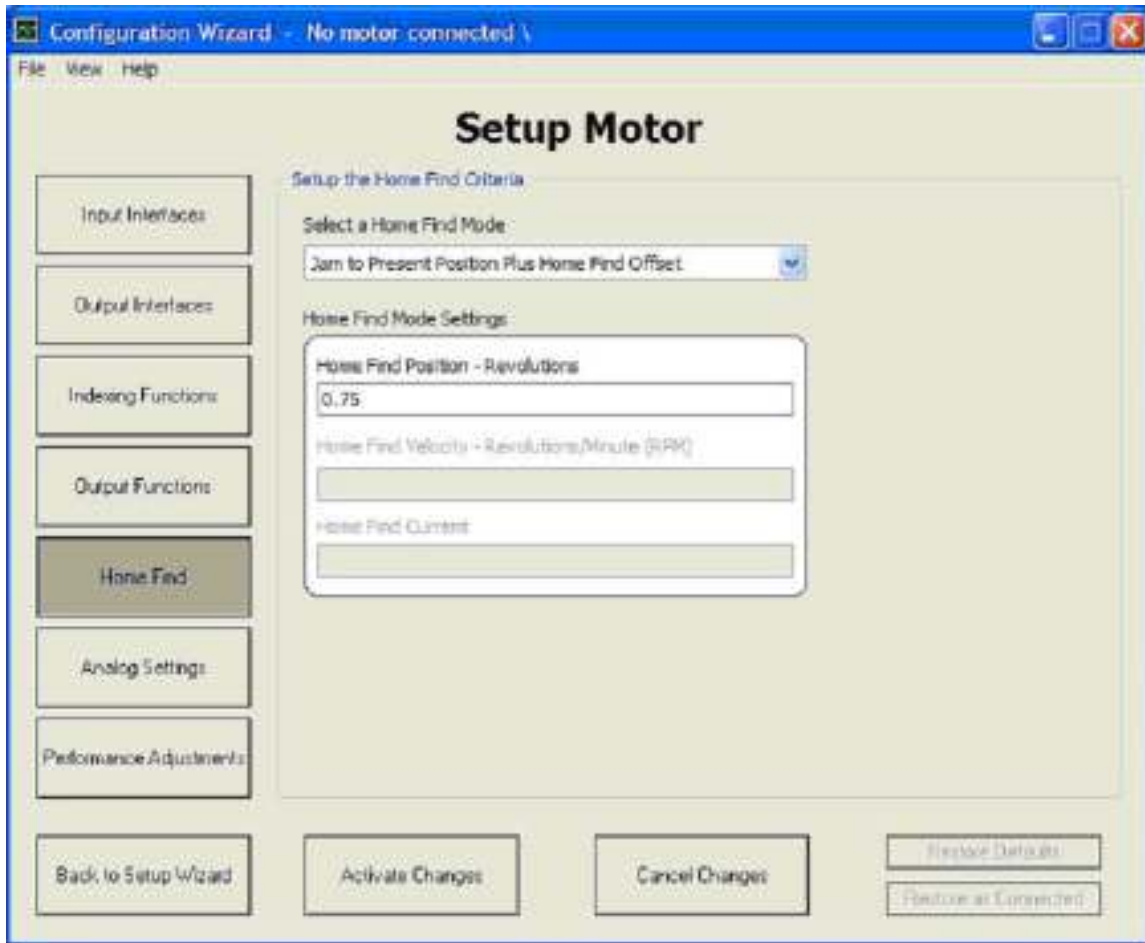 Configuration Wizard - No motor connected \
File View Help
Setup Motor
Input Interfaces
Output Interfaces
Indexing Functions
Output Functions
Home Find
Analog Settings
Performance Adjustments
Setup the Home Find Criteria
Select a Home Find Mode
Jam to Present Position Plus Home Find Offset
Home Find Mode Settings
Home Find Position - Revolutions
0.75
Home Find Velocity - Revolutions/Minute (RPM)
Home Find Current
Back to Setup Wizard
Activate Changes
Cancel Changes
Restore Defaults
Restore as Connected